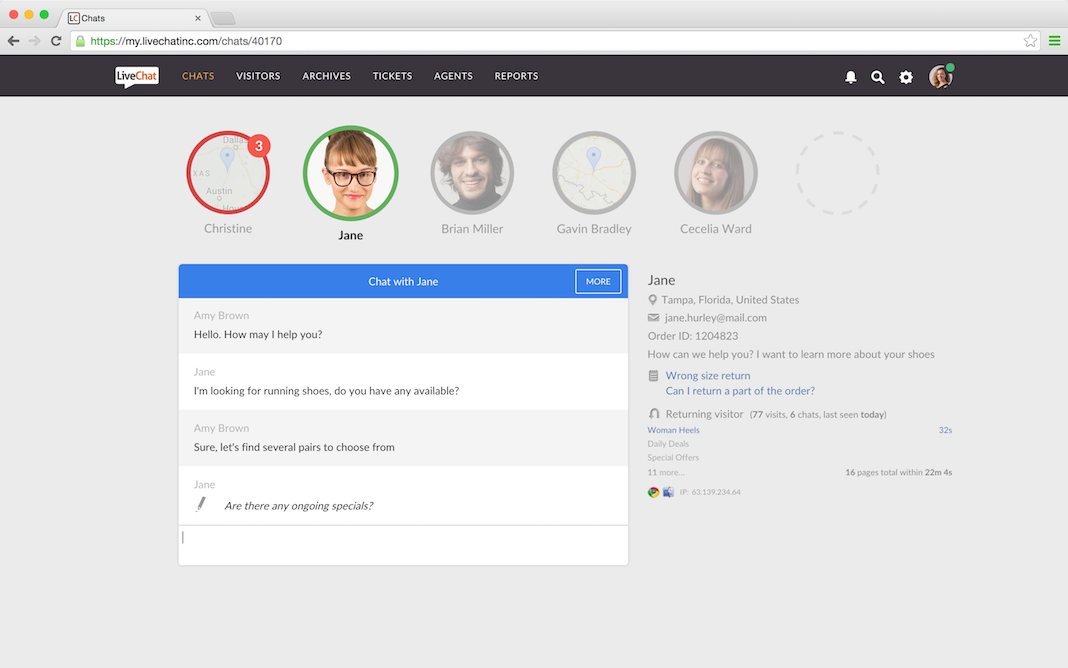 LC Chats
https://my.livechatinc.com/chats/40170
LiveChat CHATS VISITORS ARCHIVES TICKETS AGENTS REPORTS
3
Dallas
XAS
Austin
Christine
Jane
Brian Miller
Gavin Bradley
Cecelia Ward
Chat with Jane MORE
Amy Brown
Hello. How may I help you?
Jane
I'm looking for running shoes, do you have any available?
Amy Brown
Sure, let's find several pairs to choose from
Jane
Are there any ongoing specials?
Jane
Tampa, Florida, United States
jane.hurley@mail.com
Order ID: 1204823
How can we help you? I want to learn more about your shoes
Wrong size return
Can I return a part of the order?
Returning visitor (77 visits, 6 chats, last seen today)
Woman Heels 32s
Daily Deals
Special Offers
11 more... 16 pages total within 22m 4s
IP: 63.139.234.64